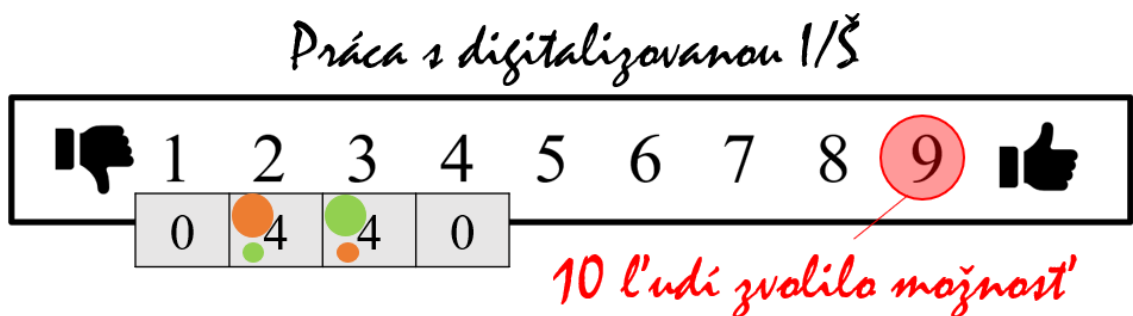 Práca s digitalizovanou I/Š
1 2 3 4 5 6 7 8 9
0 4 4 0
10 ľudí zvolilo možnosť